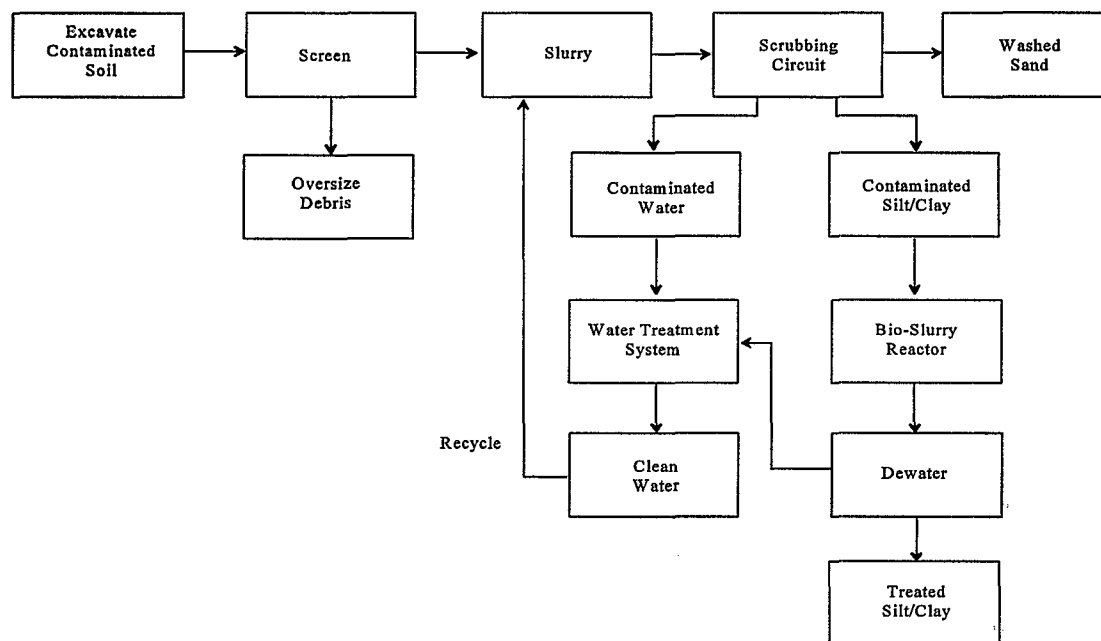 Excavate
Contaminated
Soil
Screen
Slurry
Scrubbing
Circuit
Washed
Sand
Oversize
Debris
Contaminated
Water
Contaminated
Silt/Clay
Water Treatment
System
Bio-Slurry
Reactor
Recycle
Clean
Water
Dewater
Treated
Silt/Clay